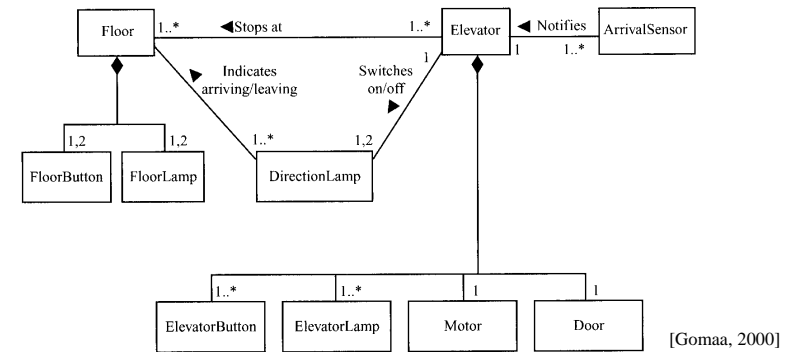 Floor
1..*
◀Stops at
1..*
Elevator
◀ Notifies
1
1..*
ArrivalSensor
1
Indicates
arriving/leaving
Switches
on/off
1,2
1,2
1..*
1,2
FloorButton
FloorLamp
DirectionLamp
1..*
1..*
1
1
ElevatorButton
ElevatorLamp
Motor
Door
[Gomaa, 2000]